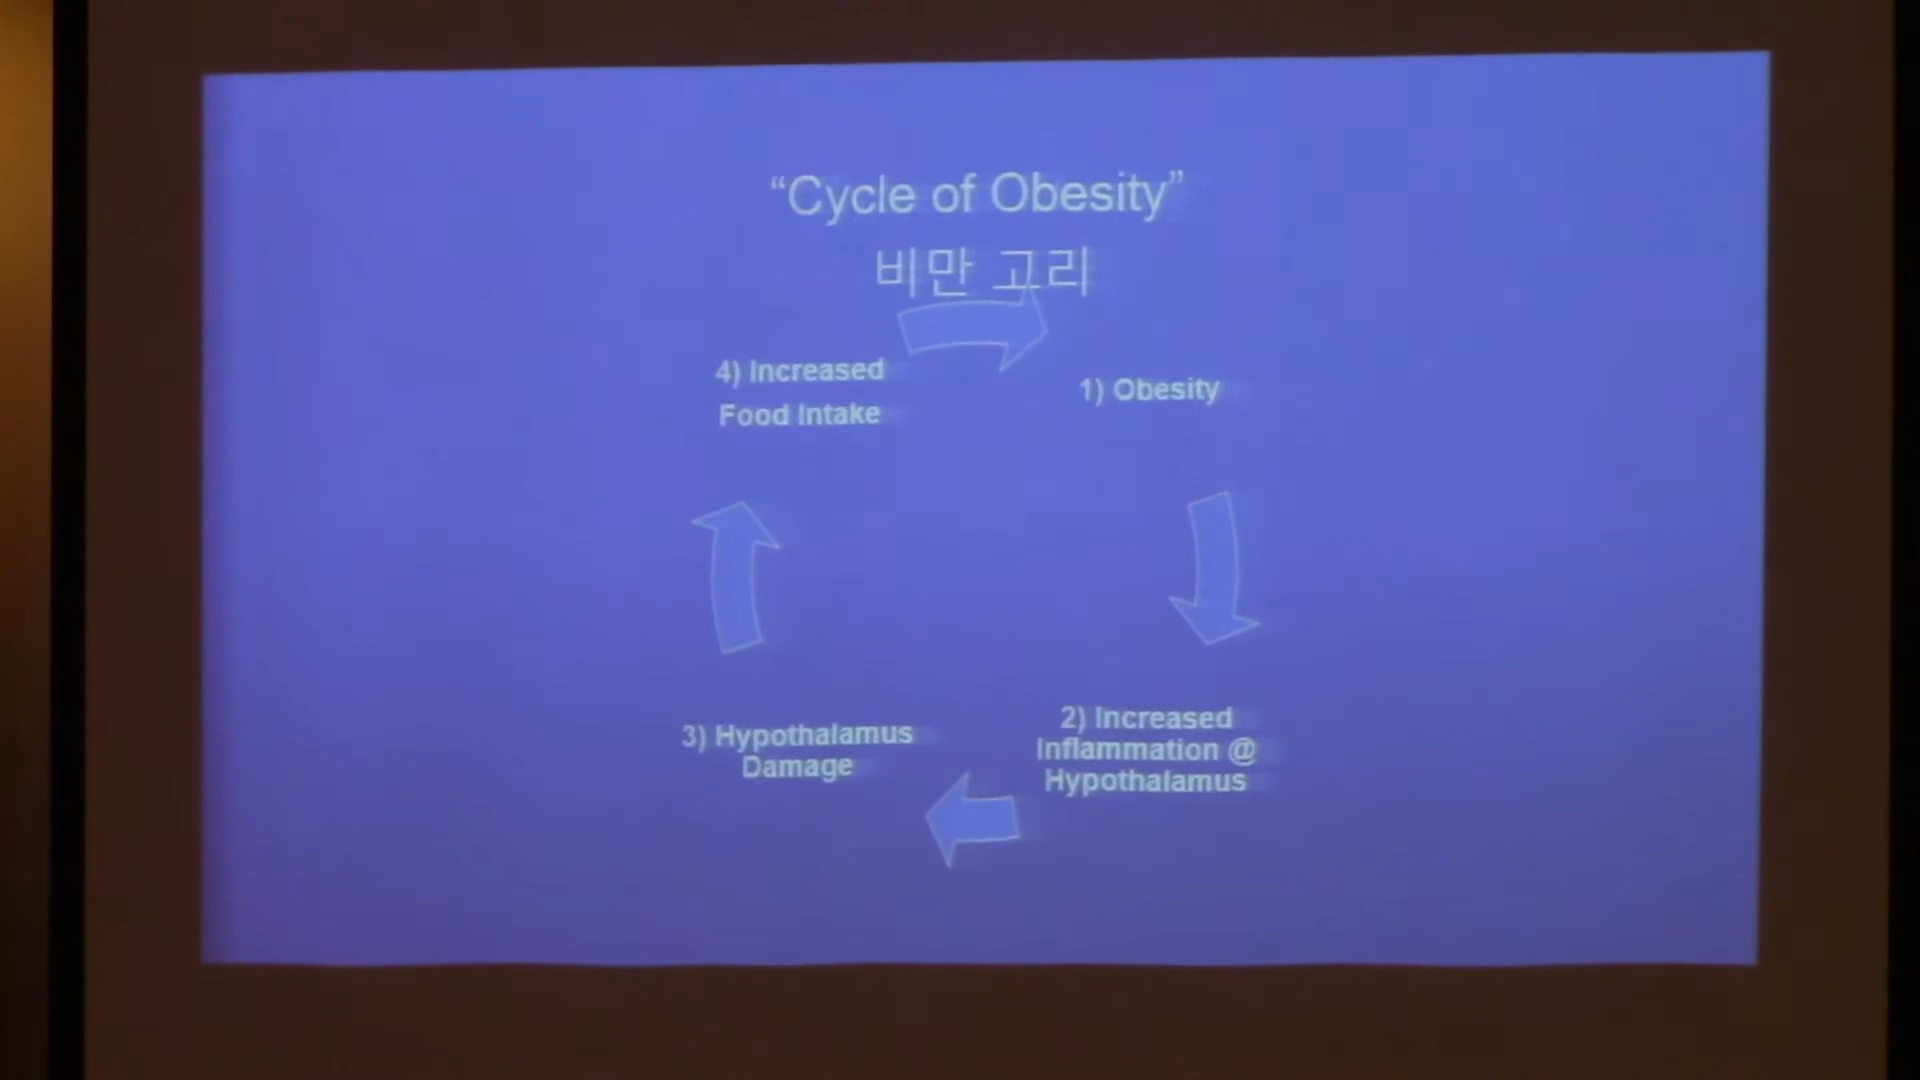 “Cycle of Obesity”
비만 고리
4) Increased
Food Intake
1) Obesity
2) Increased
Inflammation @
Hypothalamus
3) Hypothalamus
Damage